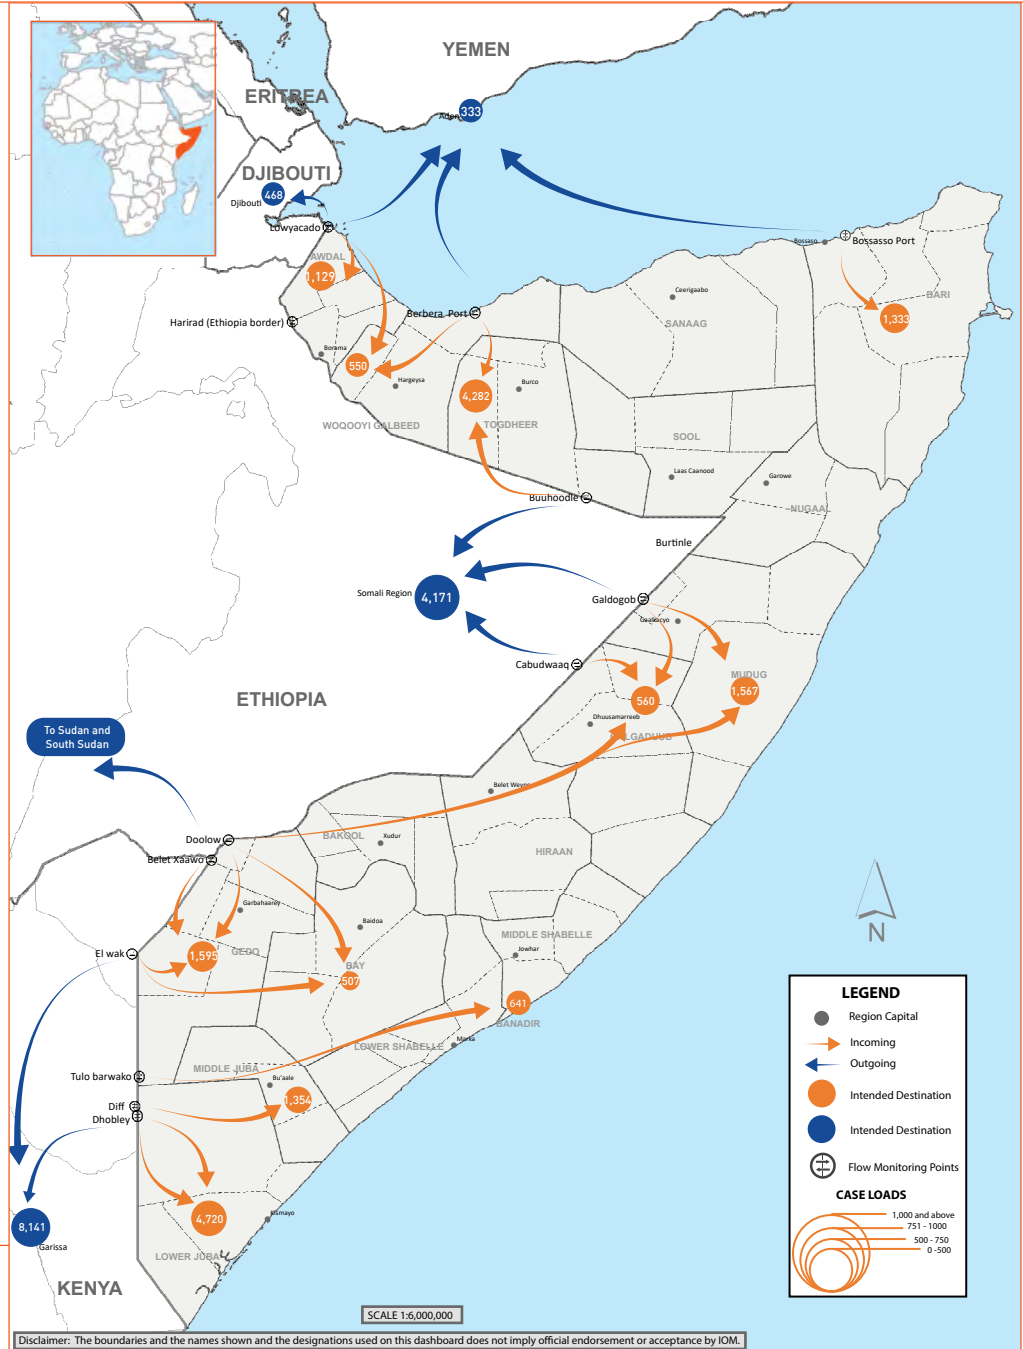 YEMEN
ERITREA
Aden
333
DJIBOUTI
468
Djibouti
Lowyacado
AWDAL
1,129
Bossaso
Bossasso Port
BARI
1,333
Ceerigaabo
SANAAG
Berbera Port
Harirad (Ethiopia border)
Borama
550
Hargeysa
4,282
Burco
WOQOOYI GALBEED
TOGDHEER
SOOL
Laas Caanood
Garowe
NUGAAL
Buuhoodle
Burtinle
Somali Region
4,171
Galdogob
Gaalkacyo
Cabudwaaq
MUDUG
1,567
560
ETHIOPIA
Dhuusamarreeb
GALGADUUD
To Sudan and
South Sudan
Belet Weyne
Doolow
BAKOOL
Xudur
HIRAAN
Belet Xaawo
Garbahaarey
Baidoa
El wak
1,595
GEDO
BAY
507
MIDDLE SHABELLE
Jowhar
641
BANADIR
LOWER SHABELLE
Marka
Tulo barwako
MIDDLE JUBA
Bu'aale
Diff
Dhobley
1,354
4,720
Kismayo
8,141
Garissa
LOWER JUBA
KENYA
N
LEGEND
Region Capital
Incoming
Outgoing
Intended Destination
Intended Destination
Flow Monitoring Points
CASE LOADS
1,000 and above
751 - 1000
500 - 750
0 -500
SCALE 1:6,000,000
Disclaimer: The boundaries and the names shown and the designations used on this dashboard does not imply official endorsement or acceptance by IOM.